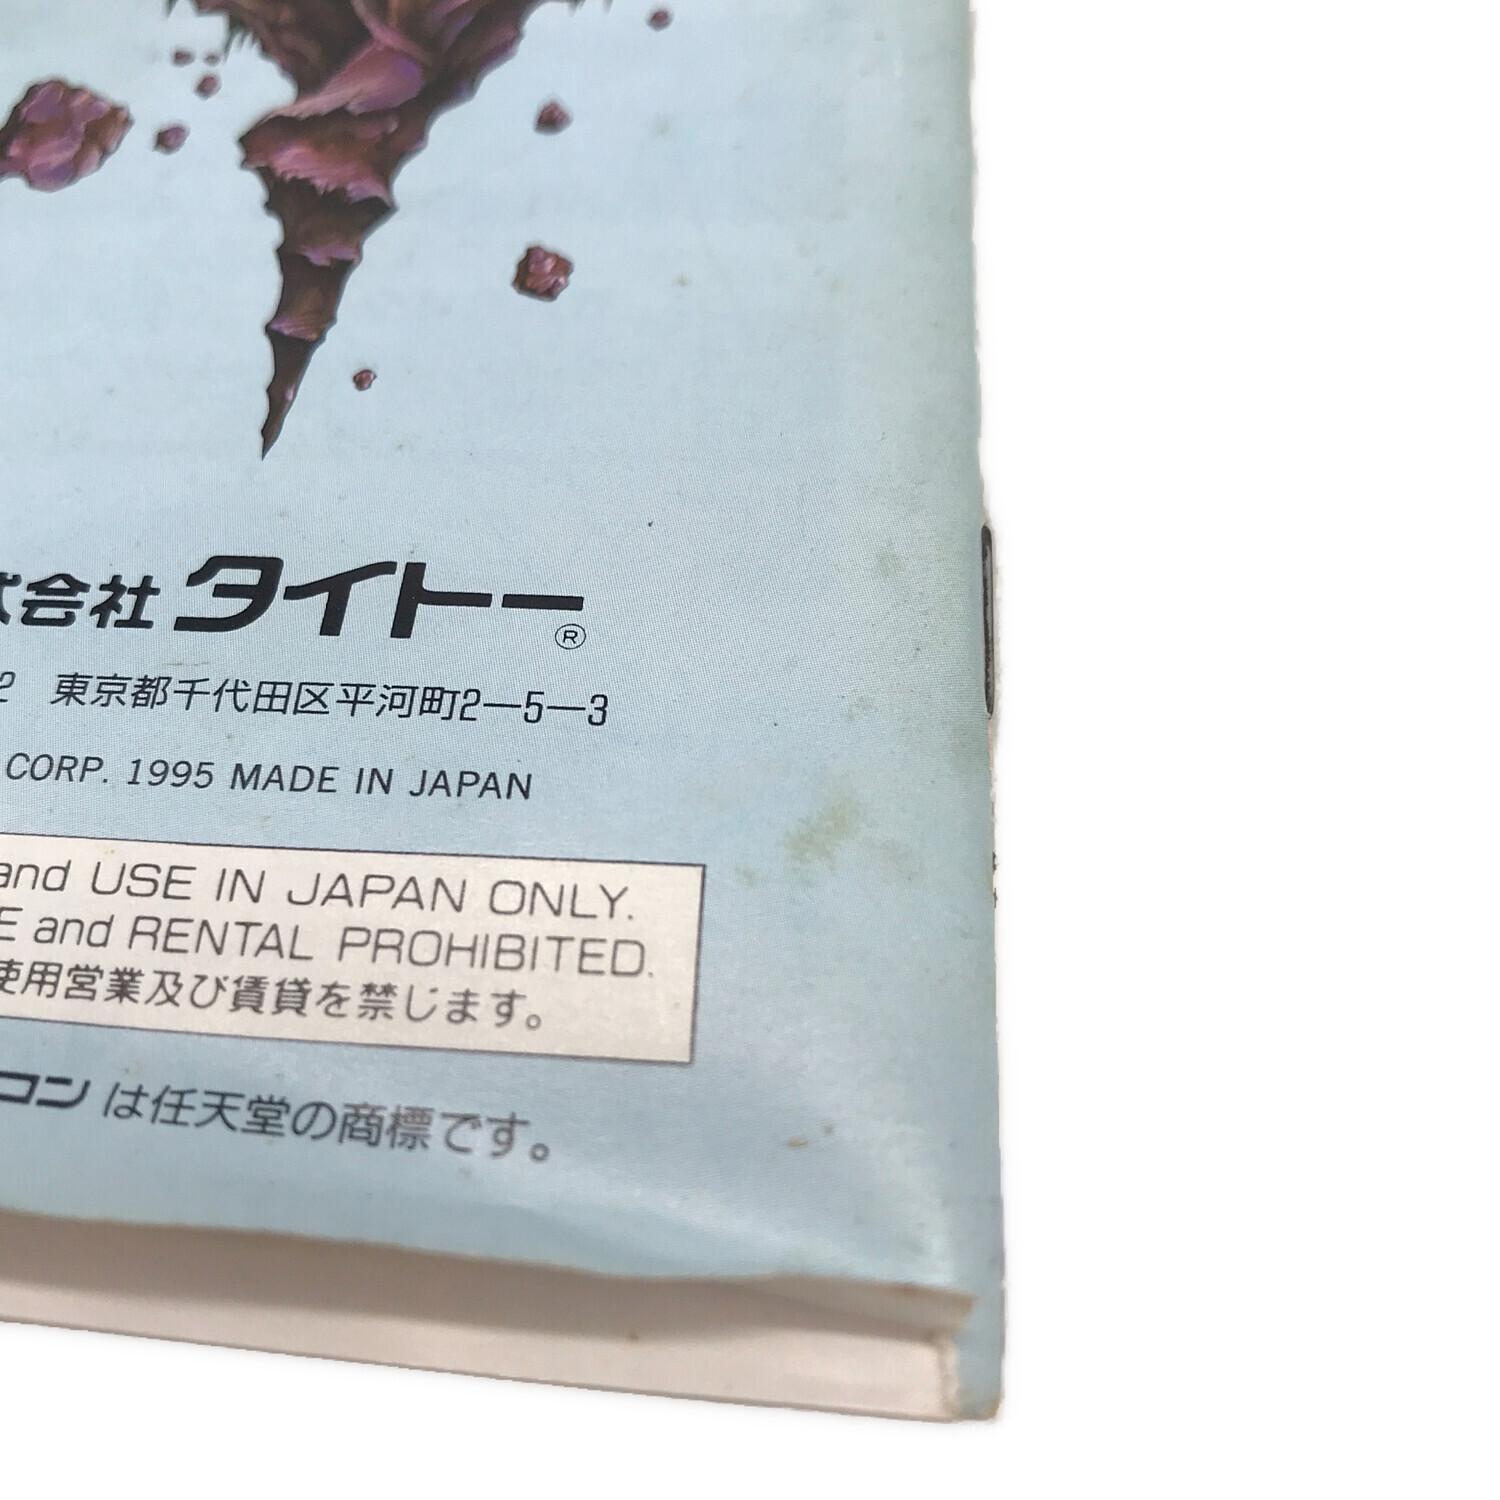 式会社 タイトー®
2 東京都千代田区平河町2—5—3
CORP. 1995 MADE IN JAPAN
and USE IN JAPAN ONLY.
E and RENTAL PROHIBITED.
使用営業及び賃貸を禁じます。
コン は任天堂の商標です。